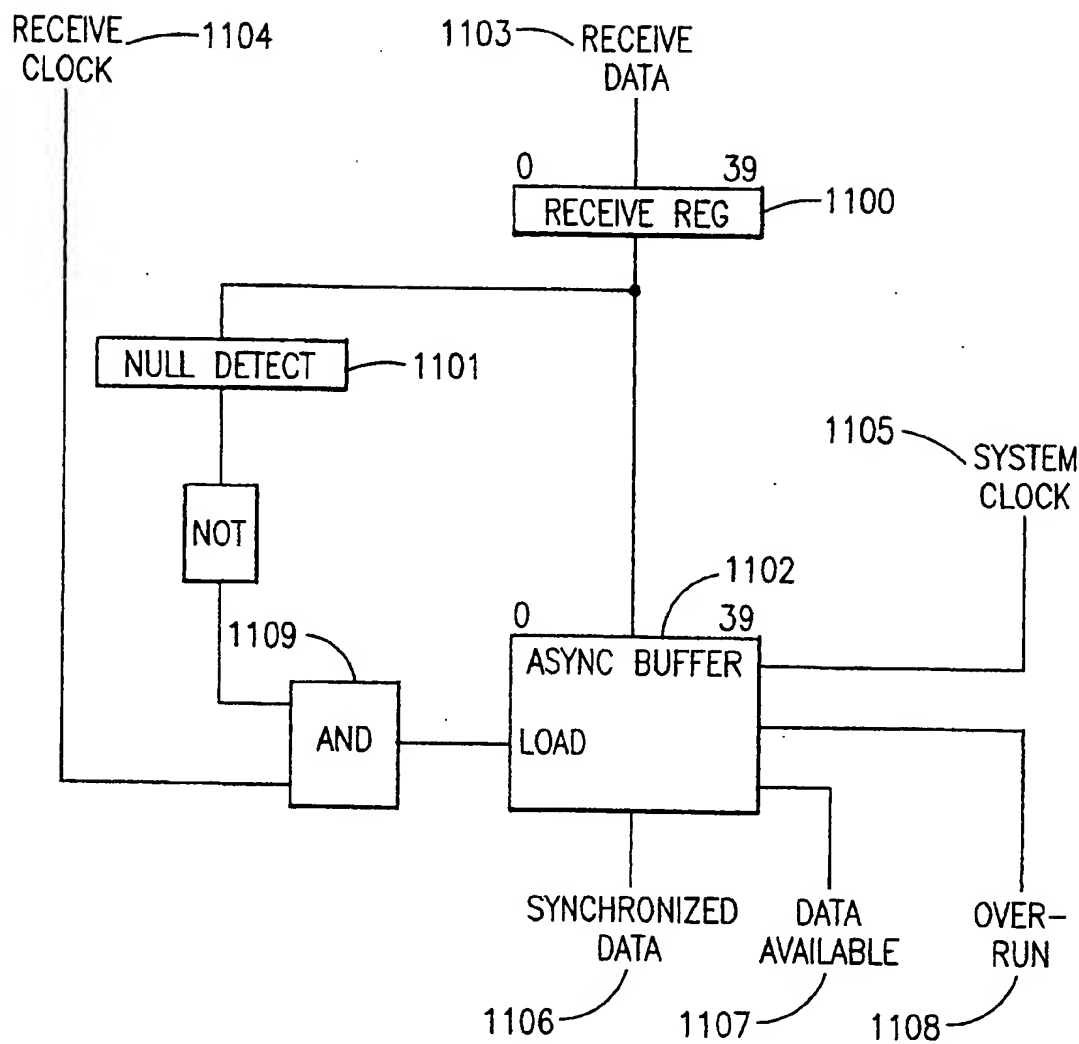 RECEIVE
CLOCK
1104
1103
RECEIVE
DATA
0
39
RECEIVE REG
1100
NULL DETECT
1101
1105
SYSTEM
CLOCK
NOT
1102
0
39
1109
ASYNC BUFFER
AND
LOAD
SYNCHRONIZED
DATA
DATA
AVAILABLE
OVER-
RUN
1106
1107
1108